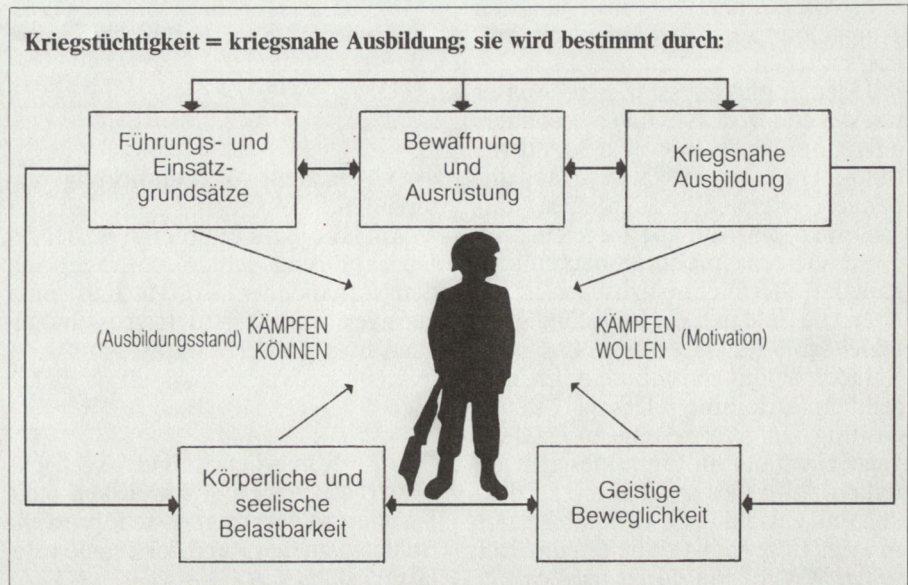 Kriegstüchtigkeit = kriegsnahe Ausbildung; sie wird bestimmt durch:
Führungs- und
Einsatz-
grundsätze
Bewaffnung
und
Ausrüstung
Kriegsnahe
Ausbildung
(Ausbildungsstand) KÄMPFEN
KÖNNEN
KÄMPFEN (Motivation)
WOLLEN
Körperliche und
seelische
Belastbarkeit
Geistige
Beweglichkeit